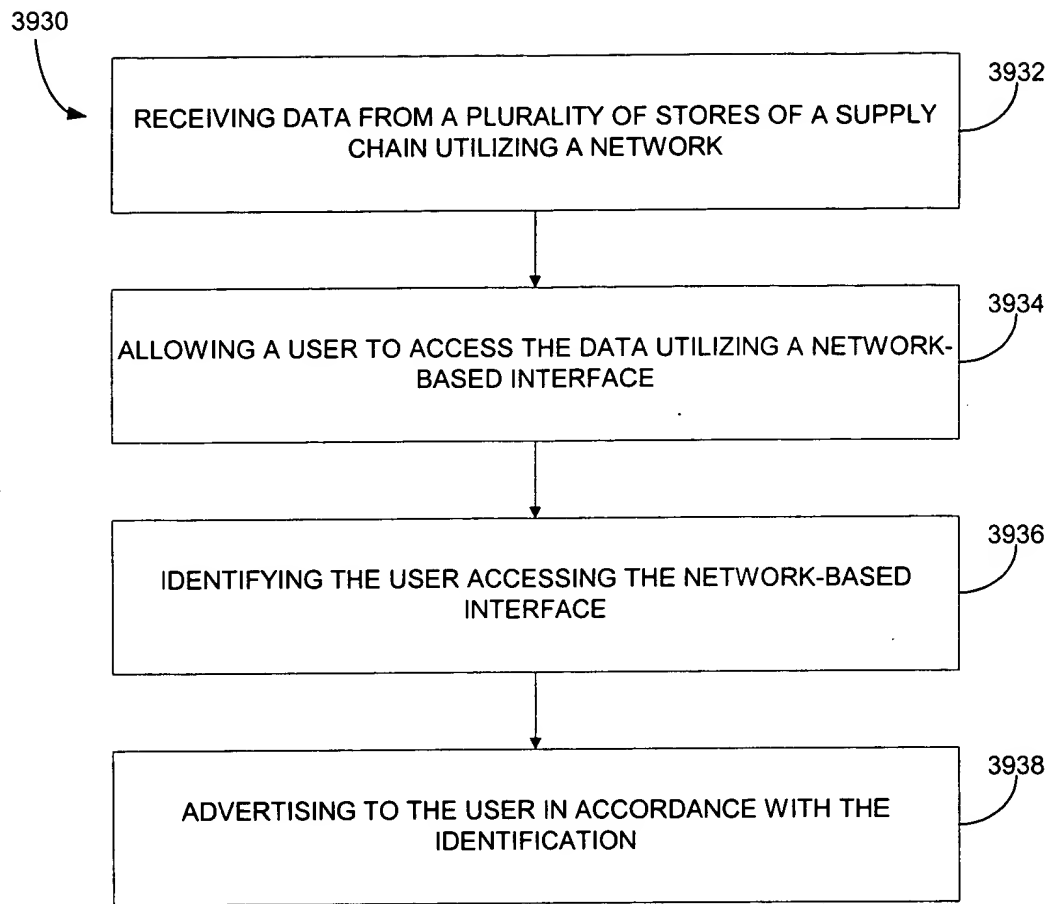 3930
3932
RECEIVING DATA FROM A PLURALITY OF STORES OF A SUPPLY
CHAIN UTILIZING A NETWORK
3934
ALLOWING A USER TO ACCESS THE DATA UTILIZING A NETWORK-
BASED INTERFACE
3936
IDENTIFYING THE USER ACCESSING THE NETWORK-BASED
INTERFACE
3938
ADVERTISING TO THE USER IN ACCORDANCE WITH THE
IDENTIFICATION